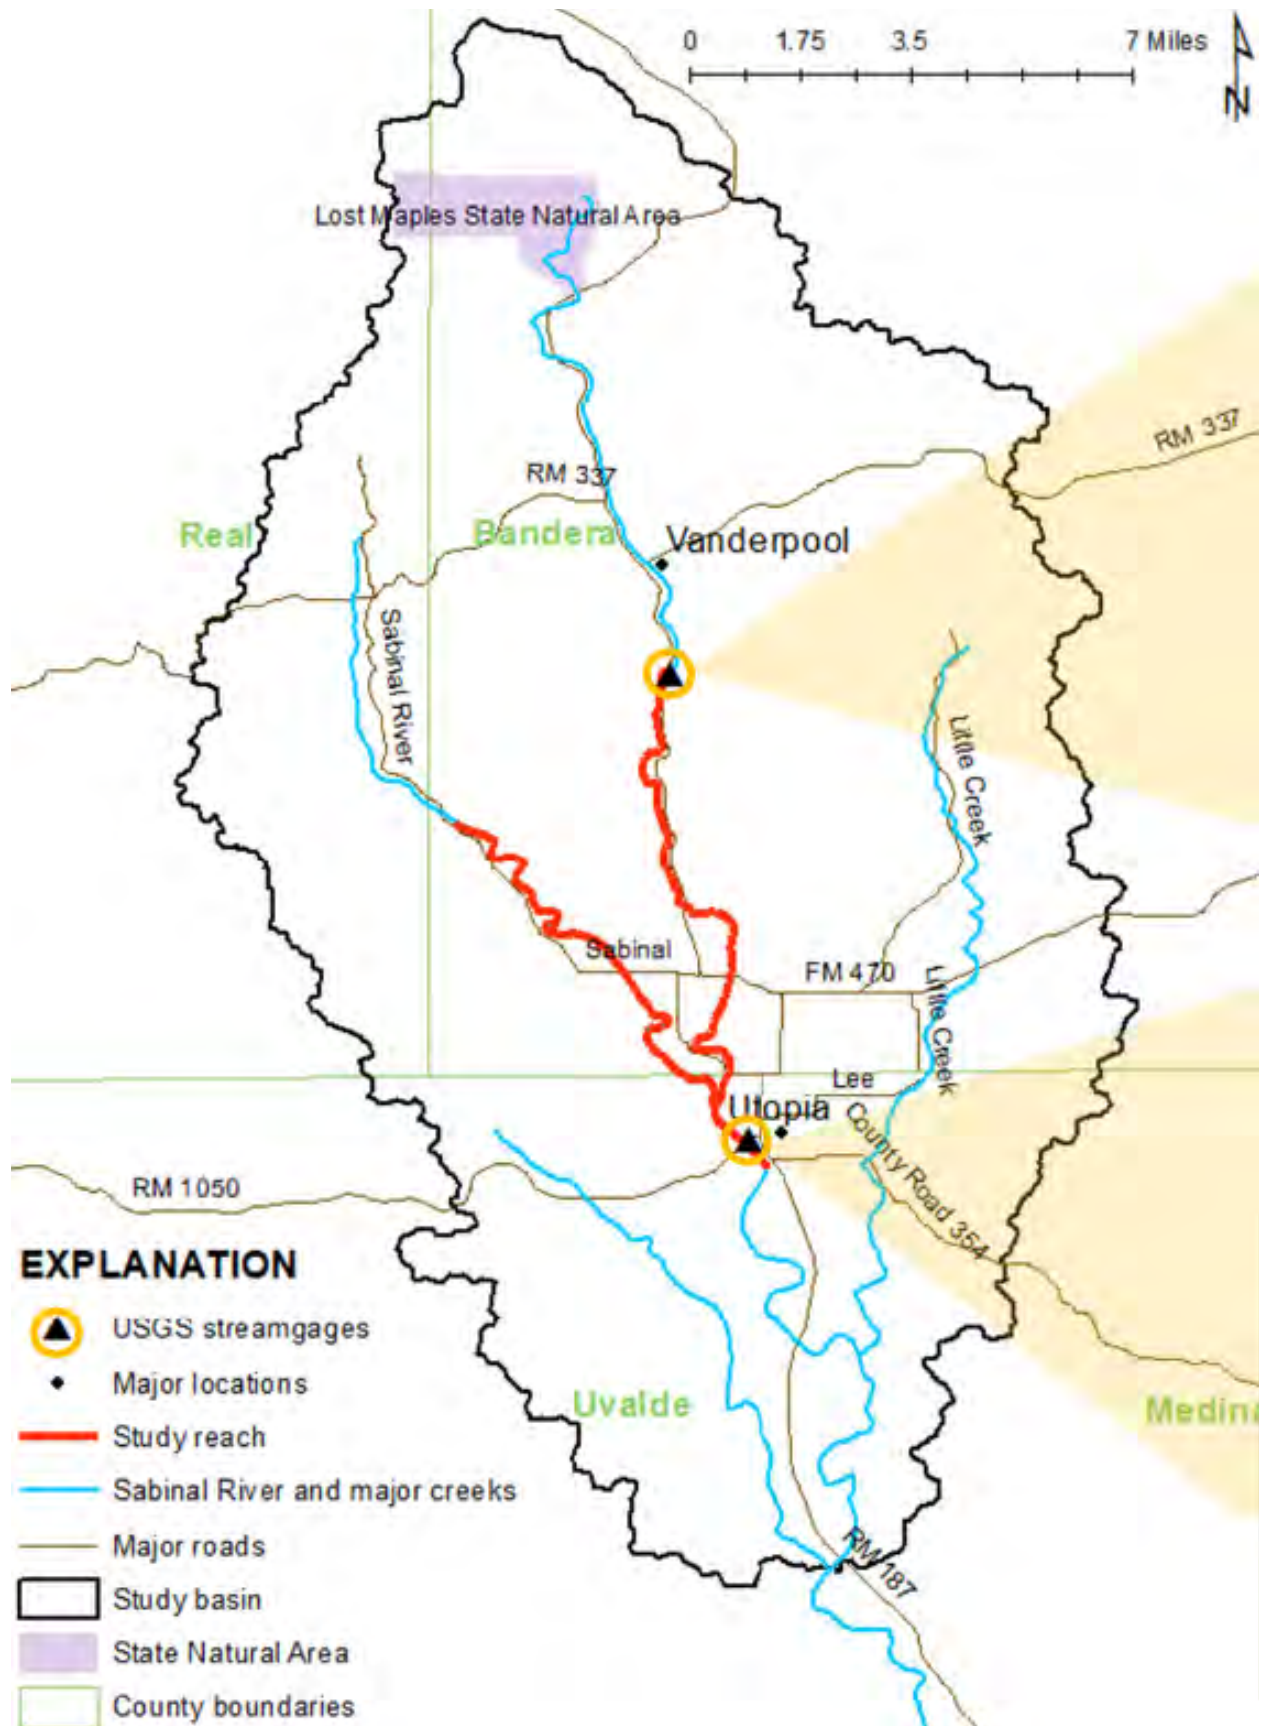 0 1.75 3.5 7 Miles
N
Lost Maples State Natural Area
RM 337
RM 337
Real
Bandera
Vanderpool
Sabinal River
Little Creek
Sabinal
FM 470
Little Creek
Lee
Utopia
County Road 354
RM 1050
EXPLANATION
USGS streamgages
Major locations
Uvalde
Medina
Study reach
Sabinal River and major creeks
Major roads
RM 187
Study basin
State Natural Area
County boundaries